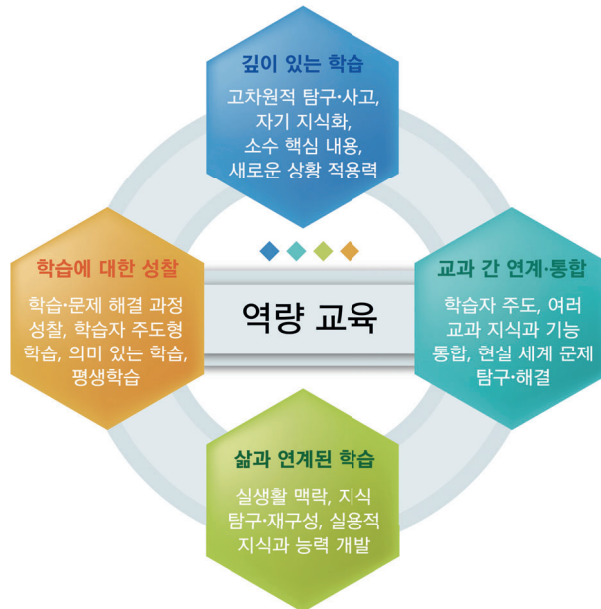 깊이 있는 학습
고차원적 탐구·사고,
자기 지식화,
소수 핵심 내용,
새로운 상황 적용력
학습에 대한 성찰
학습·문제 해결 과정
성찰, 학습자 주도형
학습, 의미 있는 학습,
평생학습
역량 교육
교과 간 연계·통합
학습자 주도, 여러
교과 지식과 기능
통합, 현실 세계 문제
탐구·해결
삶과 연계된 학습
실생활 맥락, 지식
탐구·재구성, 실용적
지식과 능력 개발